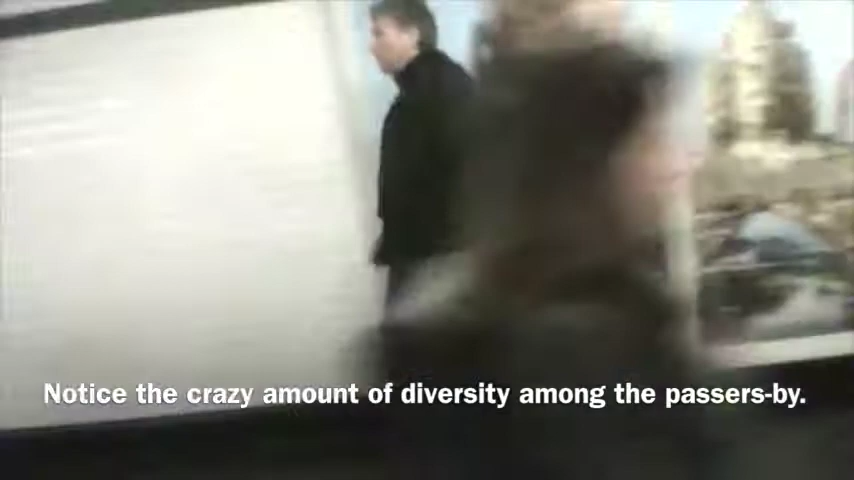 Notice the crazy amount of diversity among the passers-by.